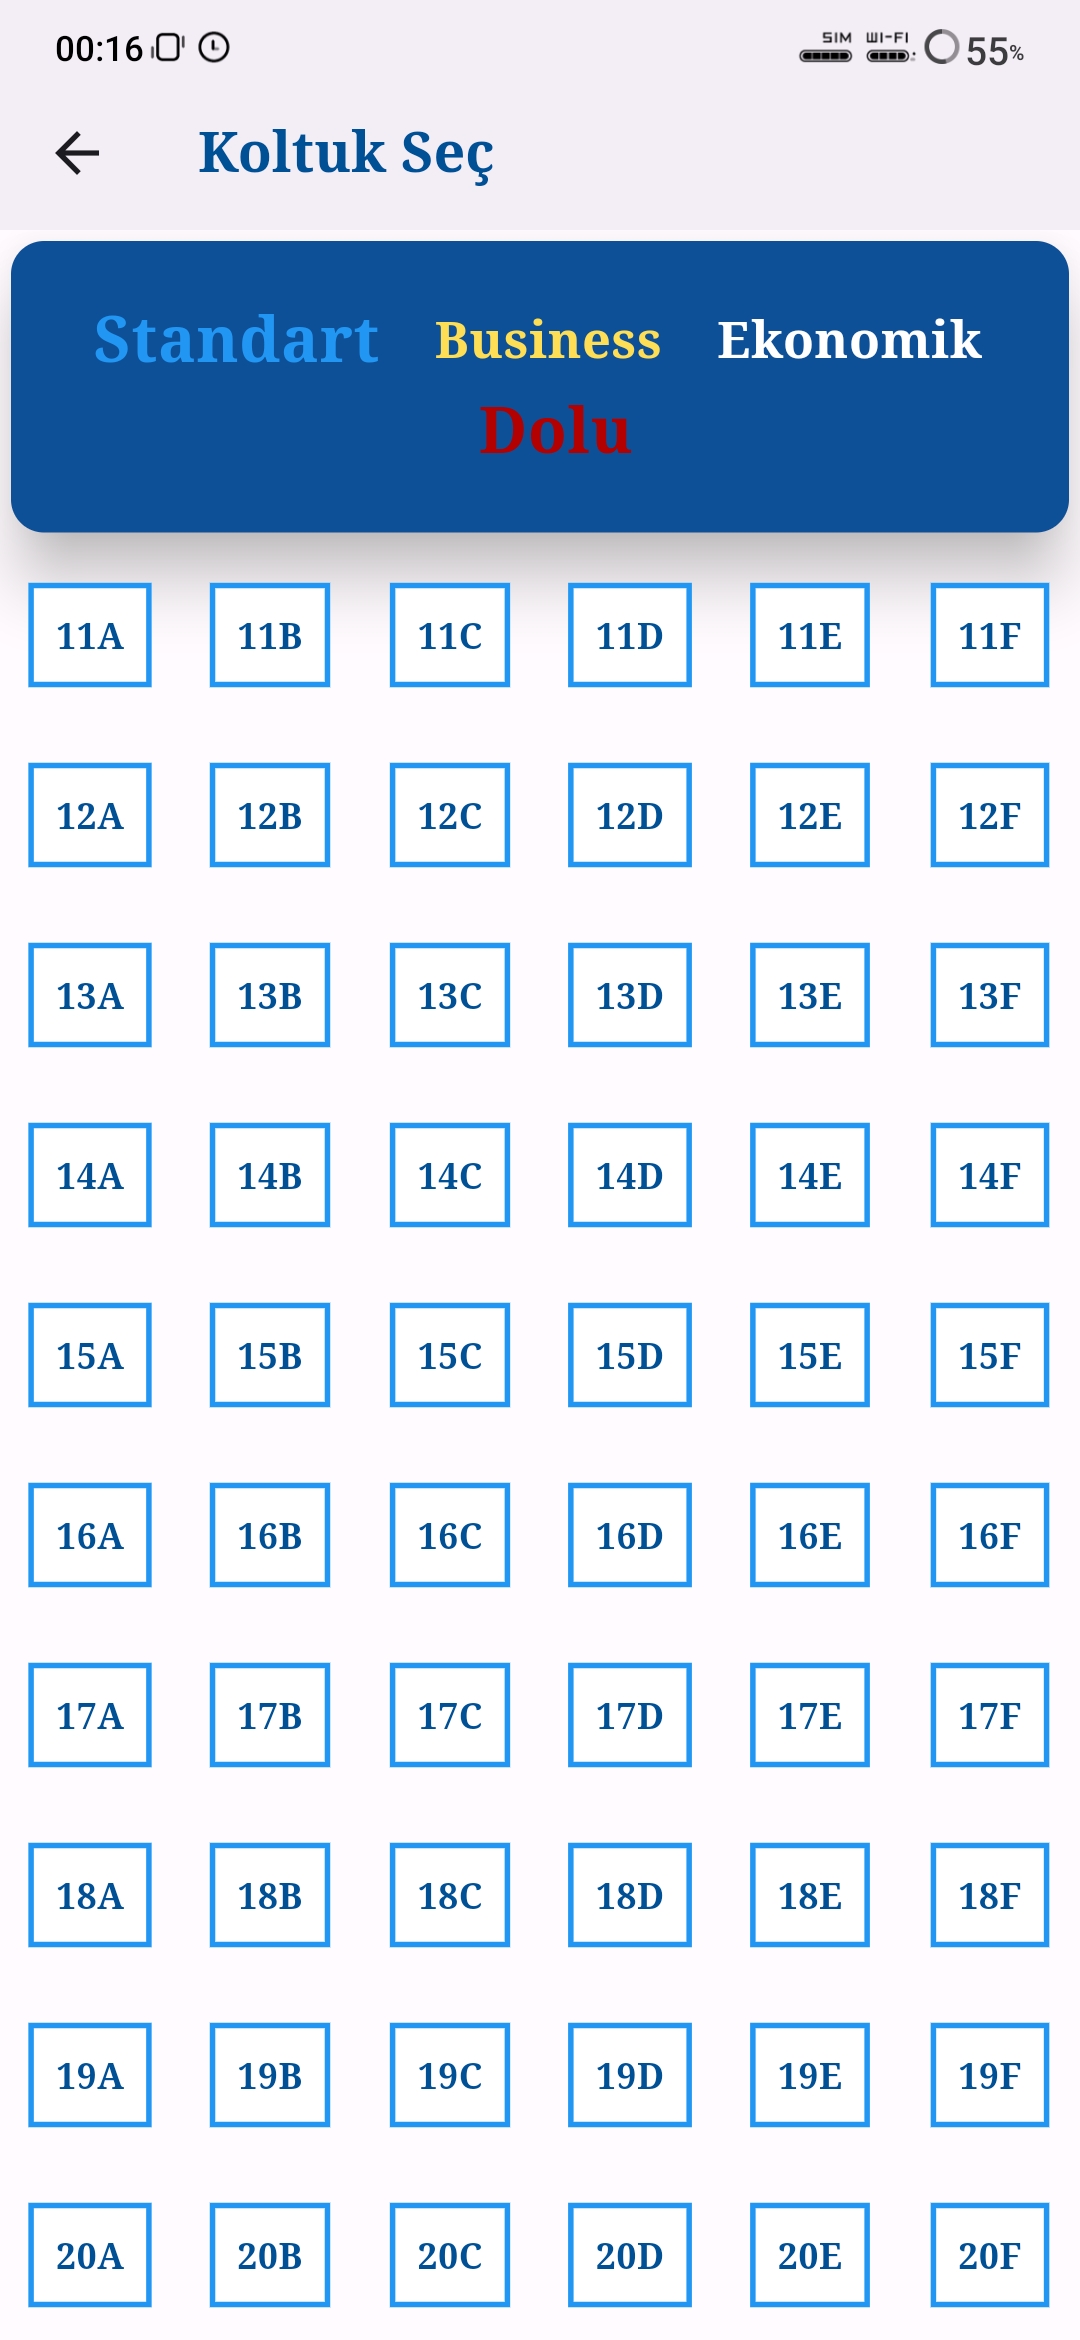 00:16 SIM WI-FI 55%
Koltuk Seç
Standart Business Ekonomik
Dolu
11A 11B 11C 11D 11E 11F
12A 12B 12C 12D 12E 12F
13A 13B 13C 13D 13E 13F
14A 14B 14C 14D 14E 14F
15A 15B 15C 15D 15E 15F
16A 16B 16C 16D 16E 16F
17A 17B 17C 17D 17E 17F
18A 18B 18C 18D 18E 18F
19A 19B 19C 19D 19E 19F
20A 20B 20C 20D 20E 20F